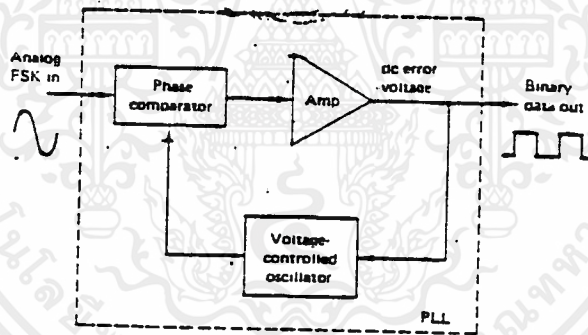 Analog
FSK in
Phase
comparator
Amp
dc error
voltage
Binary
data out
Voltage-
controlled
oscillator
PLL